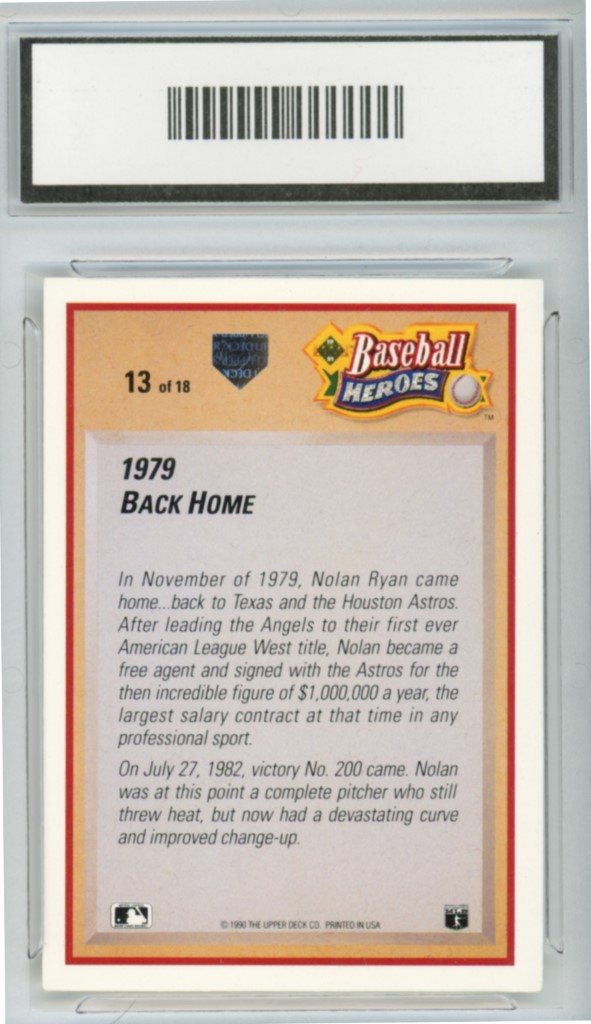 13 of 18
Baseball
HEROES
TM
1979
BACK HOME
In November of 1979, Nolan Ryan came
home...back to Texas and the Houston Astros.
After leading the Angels to their first ever
American League West title, Nolan became a
free agent and signed with the Astros for the
then incredible figure of $1,000,000 a year, the
largest salary contract at that time in any
professional sport.
On July 27, 1982, victory No. 200 came. Nolan
was at this point a complete pitcher who still
threw heat, but now had a devastating curve
and improved change-up.
© 1990 THE UPPER DECK CO. PRINTED IN USA